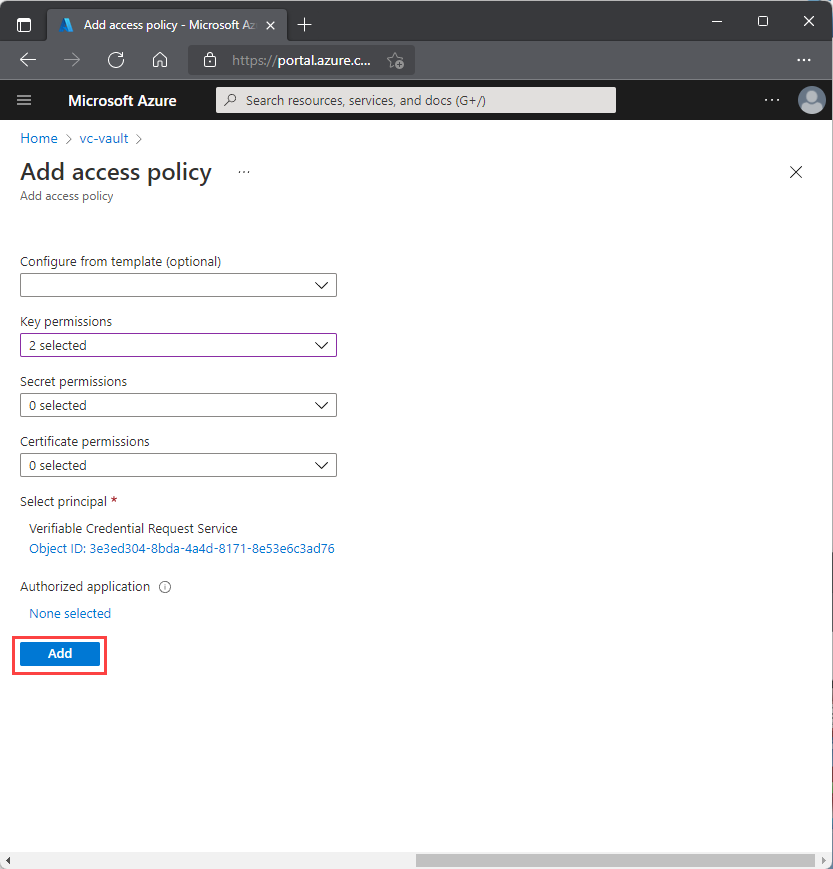 Add access policy - Microsoft Az
https://portal.azure.c...
Microsoft Azure
Search resources, services, and docs (G+/)
Home > vc-vault >
Add access policy ...
Add access policy
Configure from template (optional)
Key permissions
2 selected
Secret permissions
0 selected
Certificate permissions
0 selected
Select principal *
Verifiable Credential Request Service
Object ID: 3e3ed304-8bda-4a4d-8171-8e53e6c3ad76
Authorized application
None selected
Add